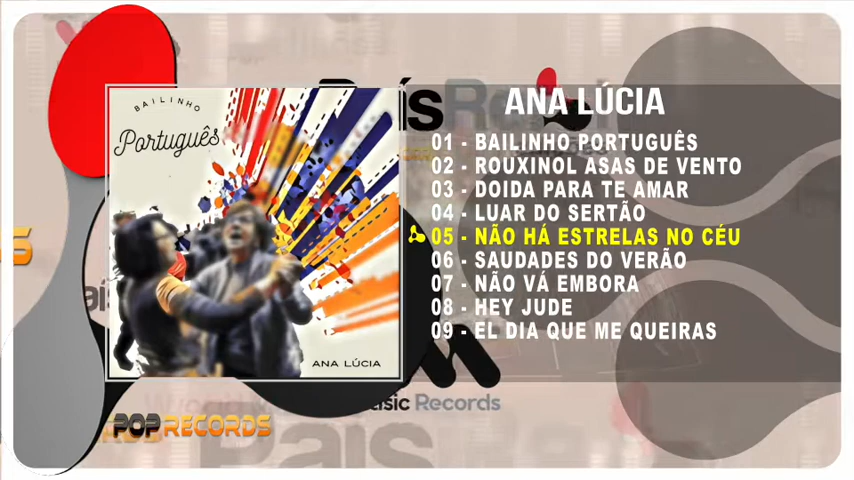 BAILINHO
Português
ANA LÚCIA
ANA LÚCIA
01 - BAILINHO PORTUGUÊS
02 - ROUXINOL ASAS DE VENTO
03 - DOIDA PARA TE AMAR
04 - LUAR DO SERTÃO
05 - NÃO HÁ ESTRELAS NO CÉU
06 - SAUDADES DO VERÃO
07 - NÃO VÁ EMBORA
08 - HEY JUDE
09 - EL DIA QUE ME QUEIRAS
Records
POP RECORDS
País